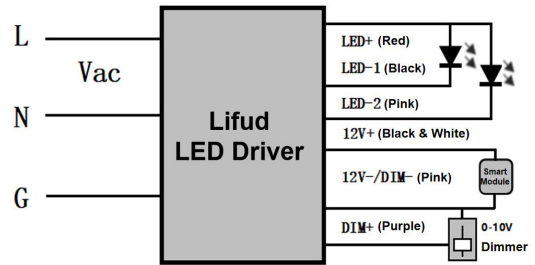 L
Vac
N
G
Lifud
LED Driver
LED+ (Red)
LED-1 (Black)
LED-2 (Pink)
12V+ (Black & White)
12V-/DIM- (Pink)
DIM+ (Purple)
Smart
Module
0-10V
Dimmer